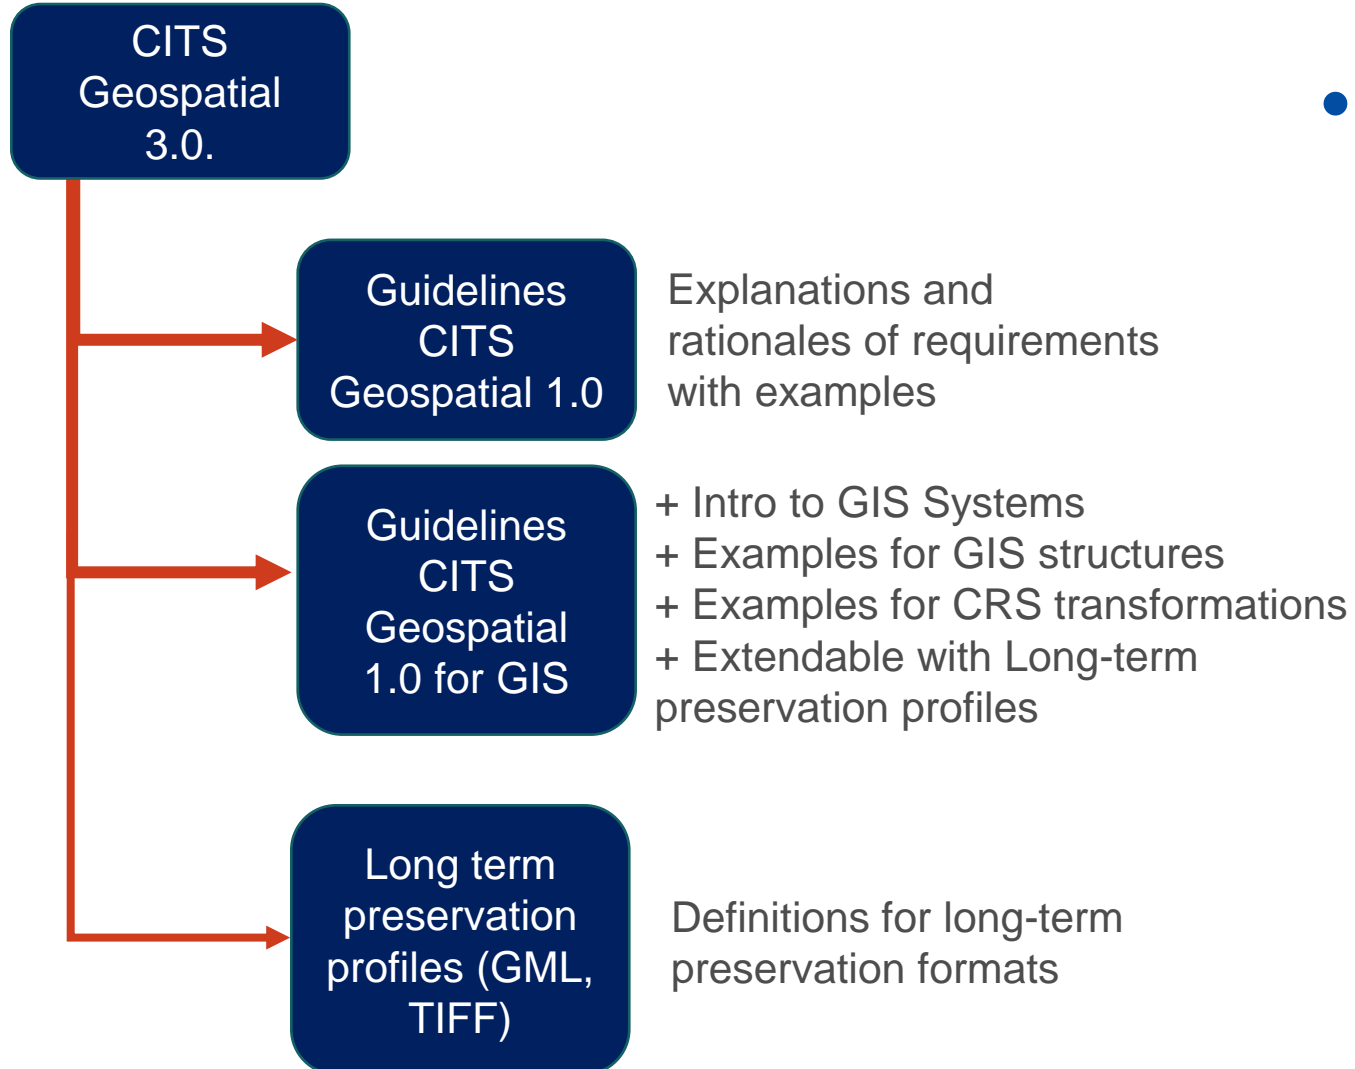 CITS
Geospatial
3.0.
•
Guidelines
CITS
Geospatial 1.0
Explanations and
rationales of requirements
with examples
Guidelines
CITS
Geospatial
1.0 for GIS
+ Intro to GIS Systems
+ Examples for GIS structures
+ Examples for CRS transformations
+ Extendable with Long-term
preservation profiles
Long term
preservation
profiles (GML,
TIFF)
Definitions for long-term
preservation formats